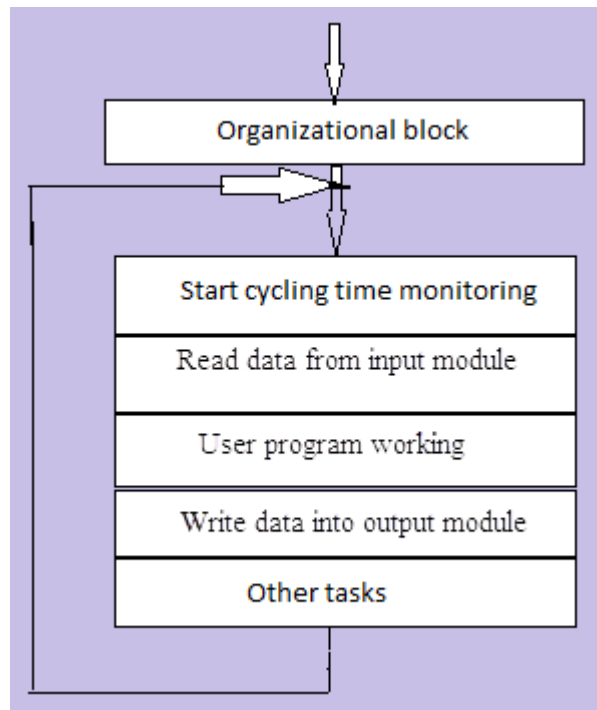 Organizational block
Start cycling time monitoring
Read data from input module
User program working
Write data into output module
Other tasks